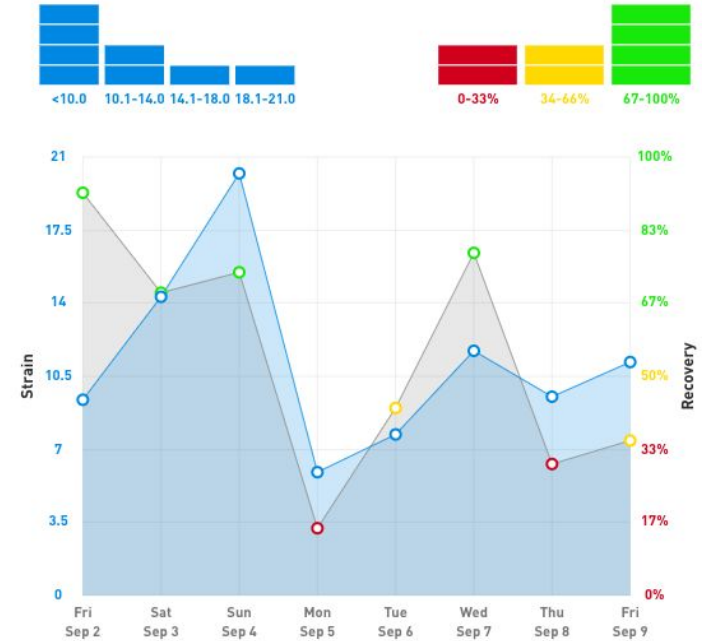 <10.0 10.1-14.0 14.1-18.0 18.1-21.0 0-33% 34-66% 67-100%
21 100%
17.5 83%
14 67%
10.5 50%
Strain Recovery
7 33%
3.5 17%
0 0%
Fri Sat Sun Mon Tue Wed Thu Fri
Sep 2 Sep 3 Sep 4 Sep 5 Sep 6 Sep 7 Sep 8 Sep 9